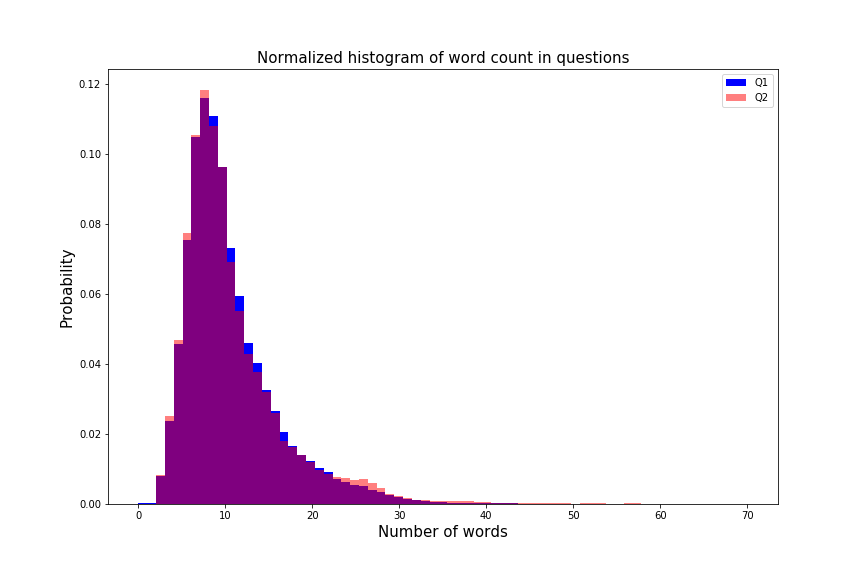 Normalized histogram of word count in questions
Q1
Q2
0.12
0.10
0.08
0.06
0.04
0.02
0.00
Probability
0 10 20 30 40 50 60 70
Number of words